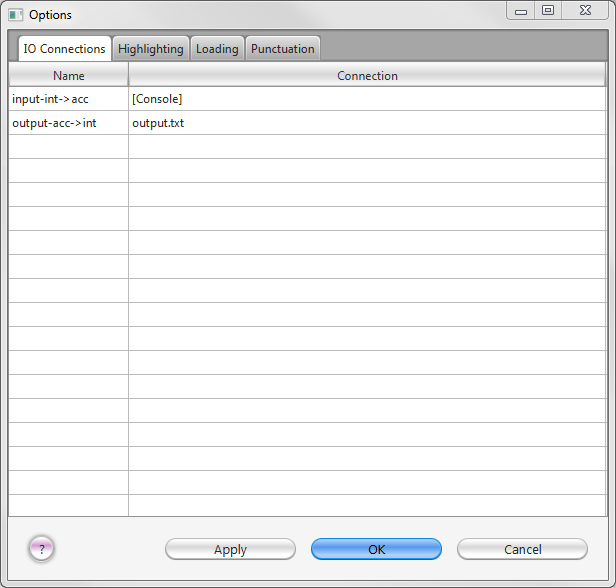 Options
IO Connections Highlighting Loading Punctuation
Name Connection
input-int->acc [Console]
output-acc->int output.txt
? Apply OK Cancel